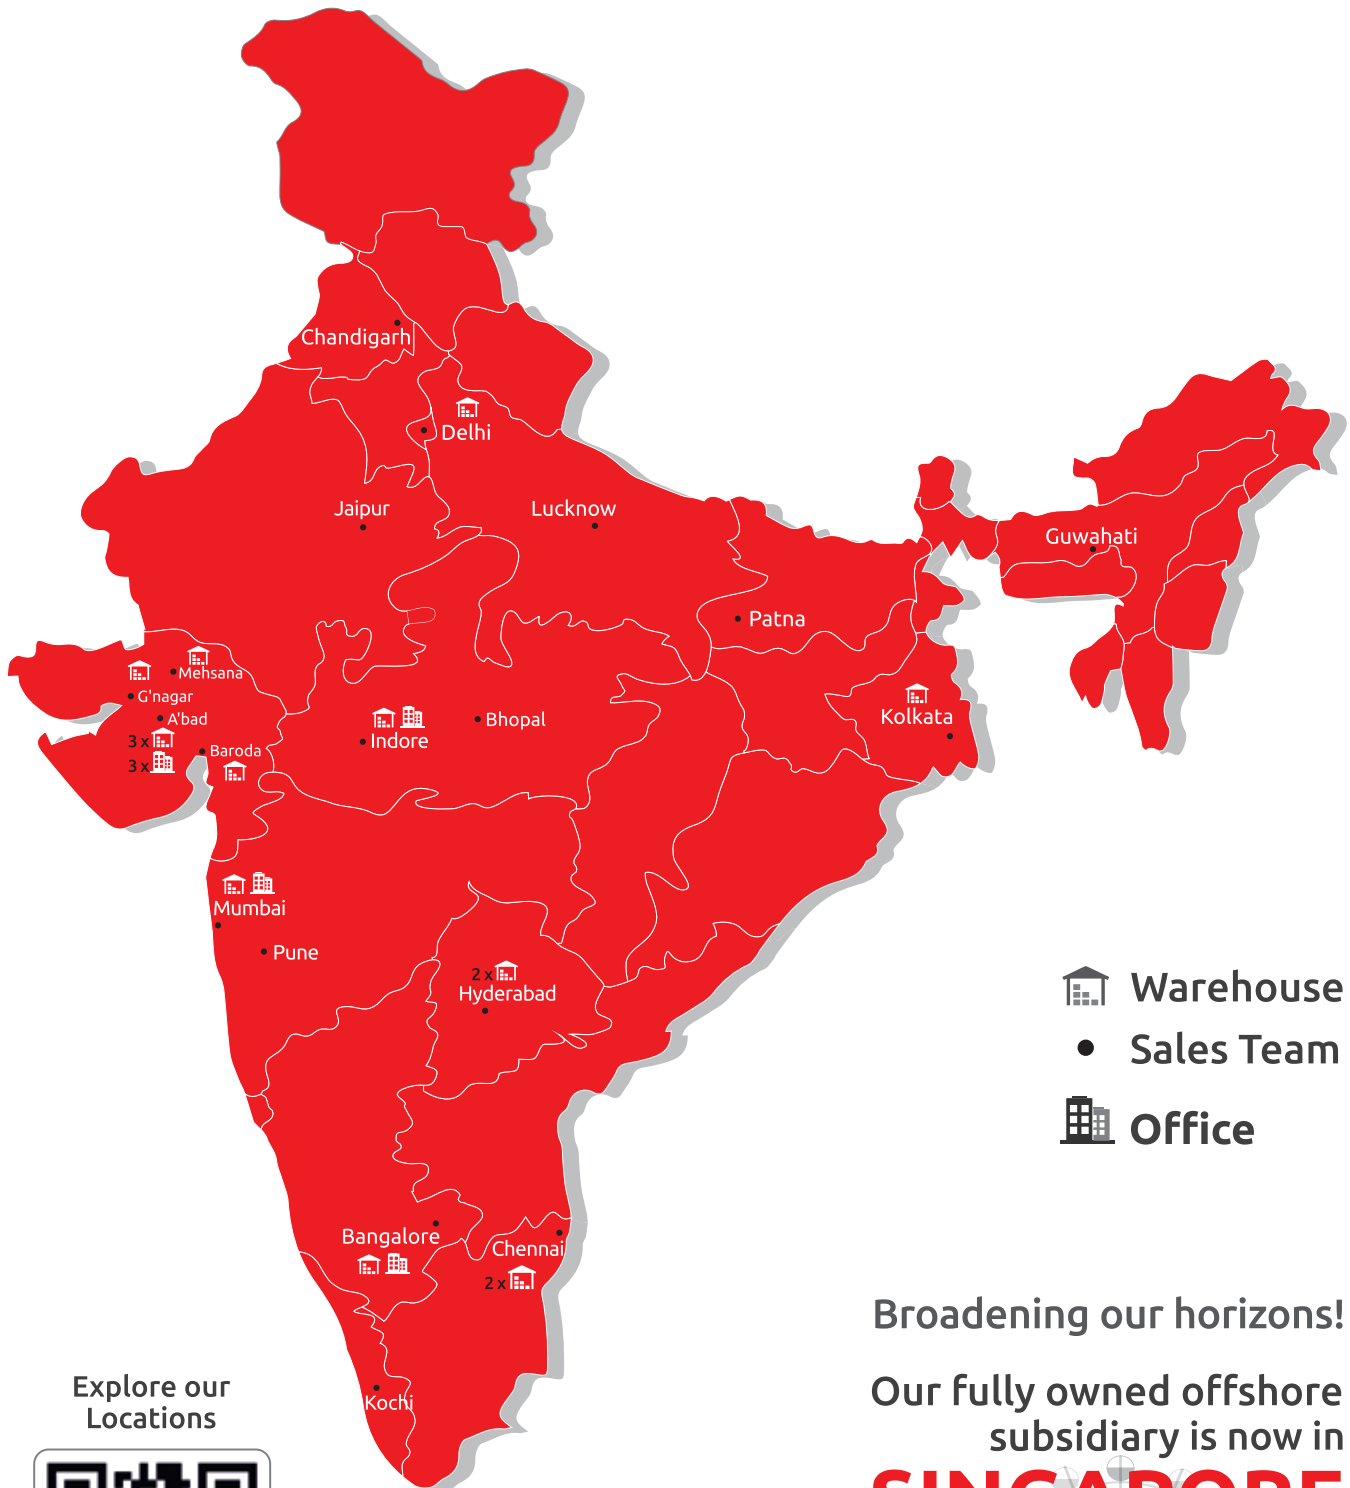 Chandigarh
Delhi
Jaipur
Lucknow
Guwahati
Patna
Mehsana
G'nagar
A'bad
3 x
3 x
Baroda
Indore
Bhopal
Kolkata
Mumbai
Pune
2 x
Hyderabad
Warehouse
Sales Team
Office
Bangalore
Chennai
2 x
Kochi
Explore our
Locations
Broadening our horizons!
Our fully owned offshore
subsidiary is now in
SINGAPORE